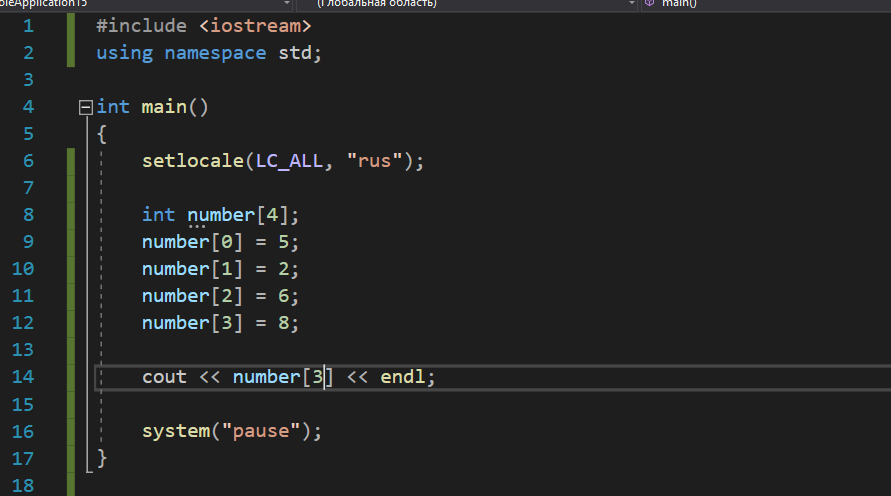 (Глобальная область) main()
1 #include <iostream>
2 using namespace std;
3
4 int main()
5 {
6 setlocale(LC_ALL, "rus");
7
8 int number[4];
9 number[0] = 5;
10 number[1] = 2;
11 number[2] = 6;
12 number[3] = 8;
13
14 cout << number[3] << endl;
15
16 system("pause");
17 }
18